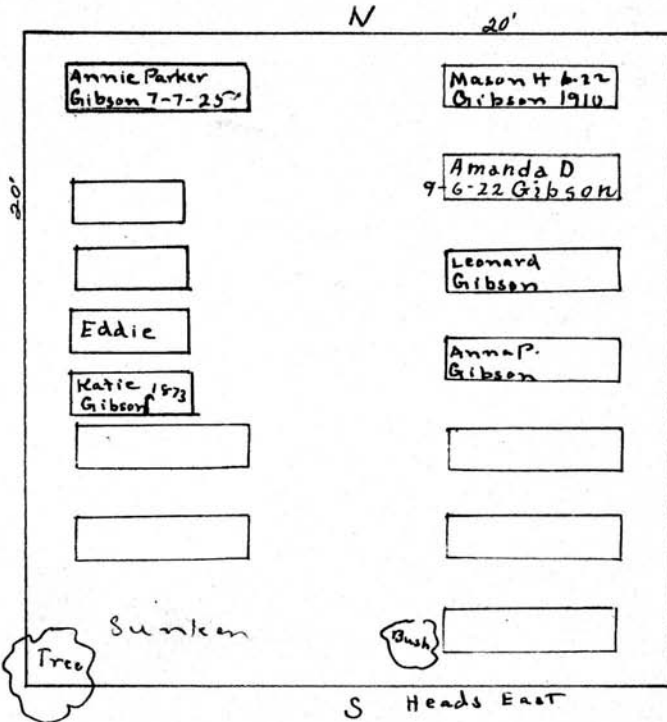 N
20'
20'
Annie Parker
Gibson 7-7-25
Mason H 6-22
Gibson 1910
Amanda D
9-6-22 Gibson
Leonard
Gibson
Eddie
Anna P.
Gibson
Katie 1873
Gibson
Sunken
Tree
Bush
S Heads East